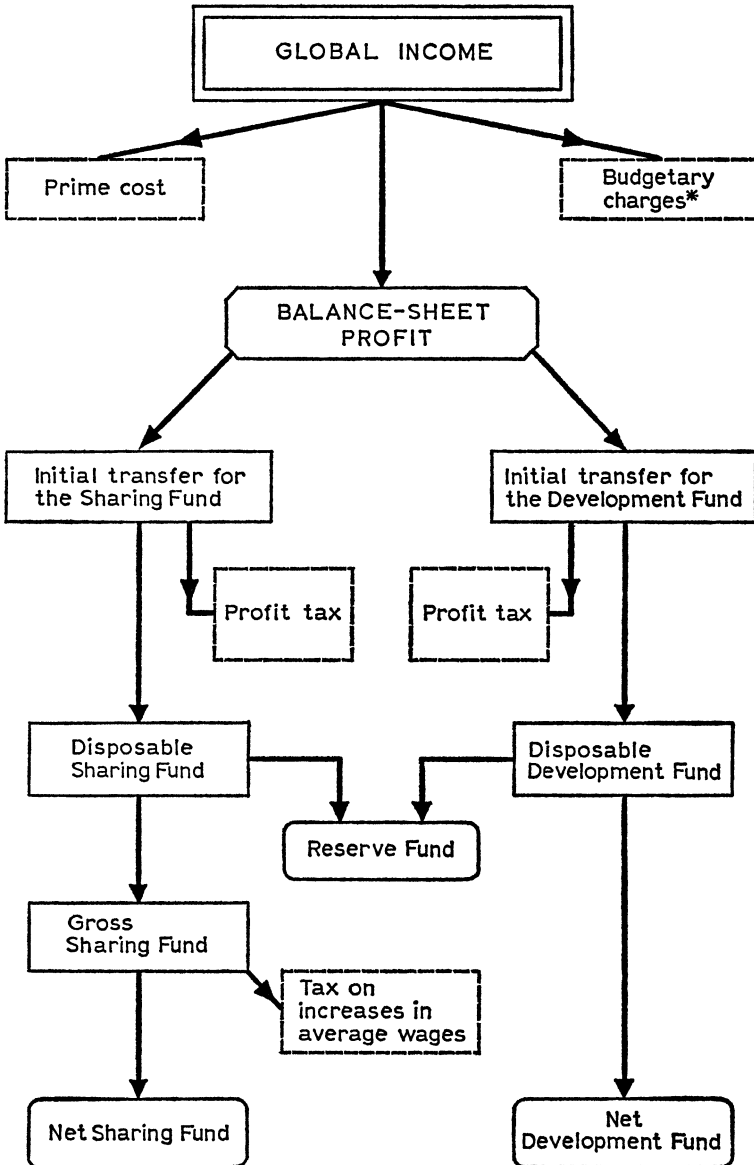 GLOBAL INCOME
Prime cost
Budgetary
charges*
BALANCE-SHEET
PROFIT
Initial transfer for
the Sharing Fund
Initial transfer for
the Development Fund
Profit tax
Profit tax
Disposable
Sharing Fund
Disposable
Development Fund
Reserve Fund
Gross
Sharing Fund
Tax on
increases in
average wages
Net Sharing Fund
Net
Development Fund